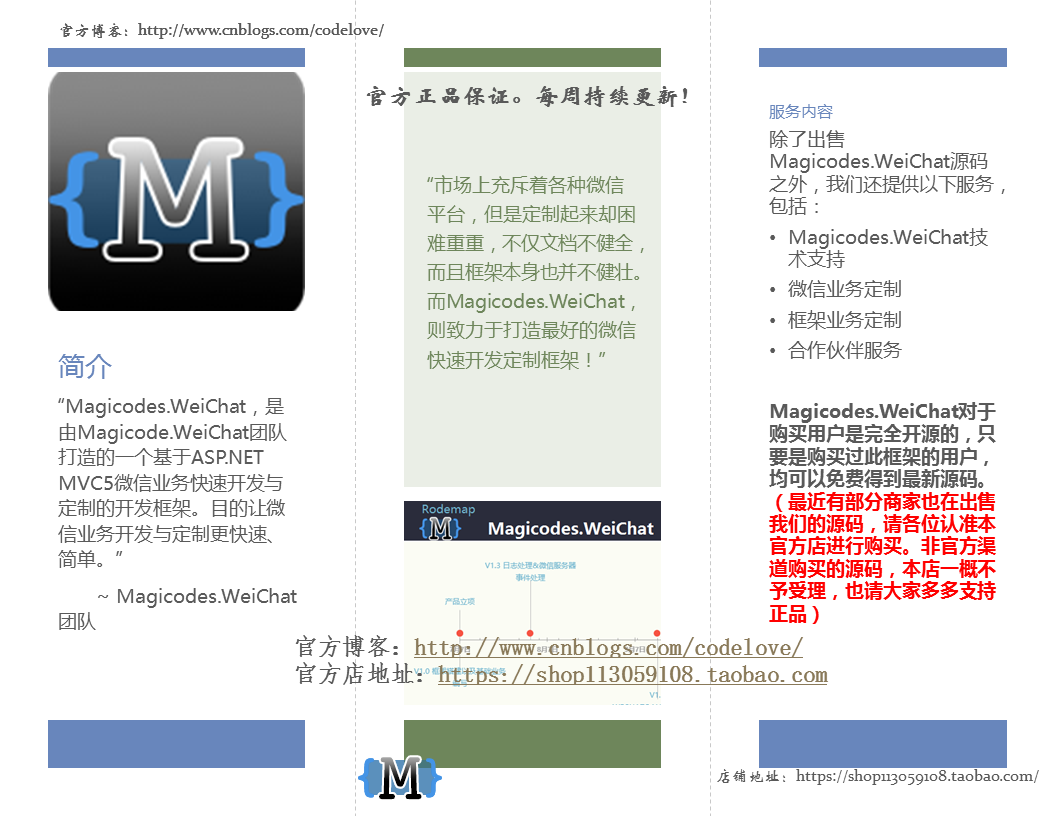 官方博客：http://www.cnblogs.com/codelove/
M
简介
“Magicodes.WeiChat，是
由Magicode.WeiChat团队
打造的一个基于ASP.NET
MVC5微信业务快速开发与
定制的开发框架。目的让微
信业务开发与定制更快速、
简单。”
~ Magicodes.WeiChat
团队
官方正品保证。每周持续更新！
“市场上充斥着各种微信
平台，但是定制起来却困
难重重，不仅文档不健全，
而且框架本身也并不健壮。
而Magicodes.WeiChat，
则致力于打造最好的微信
快速开发定制框架！”
Rodemap
{M}
Magicodes.WeiChat
V1.3 日志处理&微信服务器
事件处理
产品立项
官方博客：http://www.cnblogs.com/codelove/
官方店地址：https://shop113059108.taobao.com
V1.
{M}
服务内容
除了出售
Magicodes.WeiChat源码
之外，我们还提供以下服务，
包括：
• Magicodes.WeiChat技
术支持
• 微信业务定制
• 框架业务定制
• 合作伙伴服务
Magicodes.WeiChat对于
购买用户是完全开源的，只
要是购买过此框架的用户，
均可以免费得到最新源码。
（最近有部分商家也在出售
我们的源码，请各位认准本
官方店进行购买。非官方渠
道购买的源码，本店一概不
予受理，也请大家多多支持
正品）
店铺地址：https://shop113059108.taobao.com/